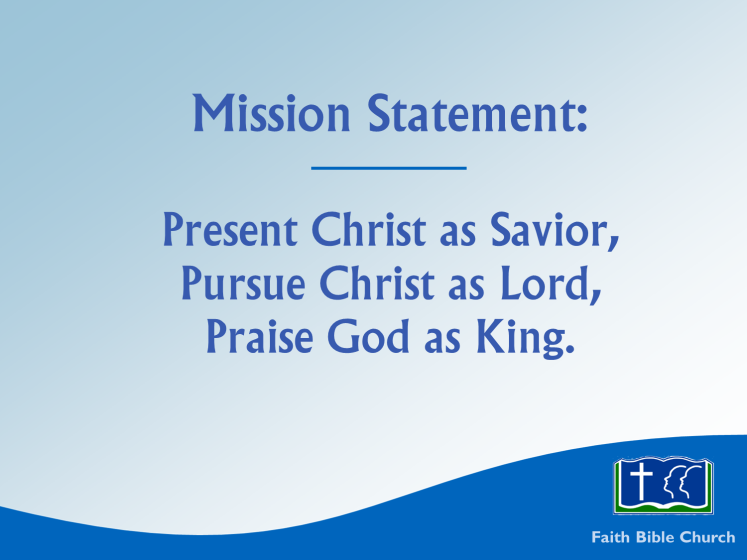 Mission Statement:
Present Christ as Savior,
Pursue Christ as Lord,
Praise God as King.
Faith Bible Church